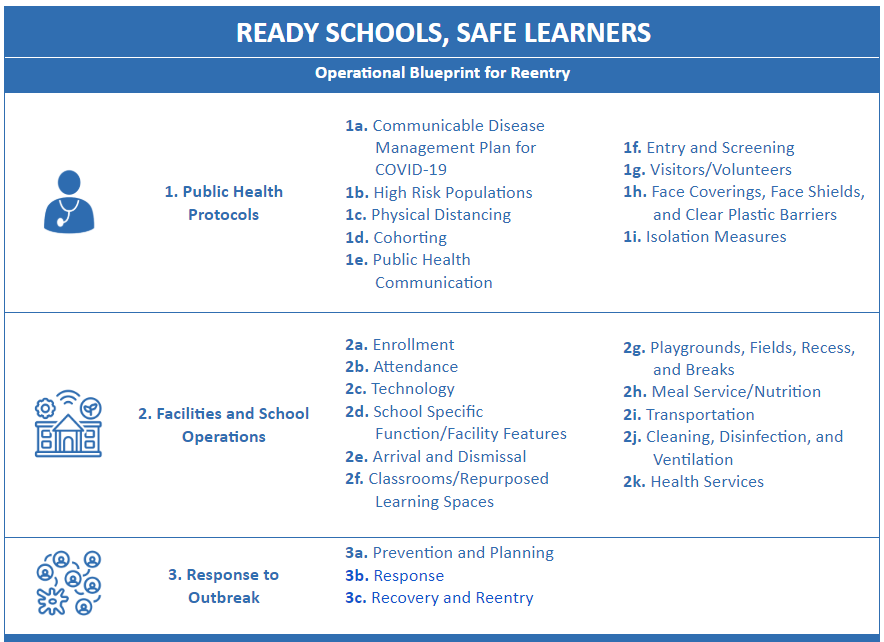 READY SCHOOLS, SAFE LEARNERS
Operational Blueprint for Reentry
1. Public Health
Protocols
1a. Communicable Disease
Management Plan for
COVID-19
1b. High Risk Populations
1c. Physical Distancing
1d. Cohorting
1e. Public Health
Communication
1f. Entry and Screening
1g. Visitors/Volunteers
1h. Face Coverings, Face Shields,
and Clear Plastic Barriers
1i. Isolation Measures
2. Facilities and School
Operations
2a. Enrollment
2b. Attendance
2c. Technology
2d. School Specific
Function/Facility Features
2e. Arrival and Dismissal
2f. Classrooms/Repurposed
Learning Spaces
2g. Playgrounds, Fields, Recess,
and Breaks
2h. Meal Service/Nutrition
2i. Transportation
2j. Cleaning, Disinfection, and
Ventilation
2k. Health Services
3. Response to
Outbreak
3a. Prevention and Planning
3b. Response
3c. Recovery and Reentry